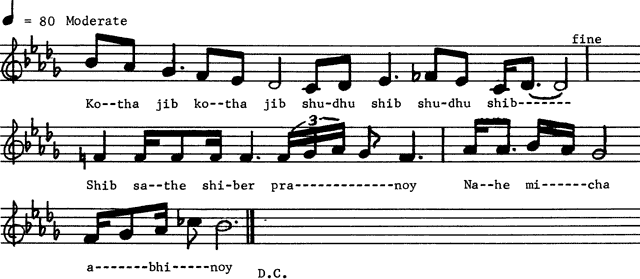 = 80 Moderate
fine
Ko--tha jib ko--tha jib shu-dhu shib shu-dhu shib-------
3
Shib sa--the shi-ber pra-------------noy Na--he mi----cha
a-------bhi-----noy D.C.